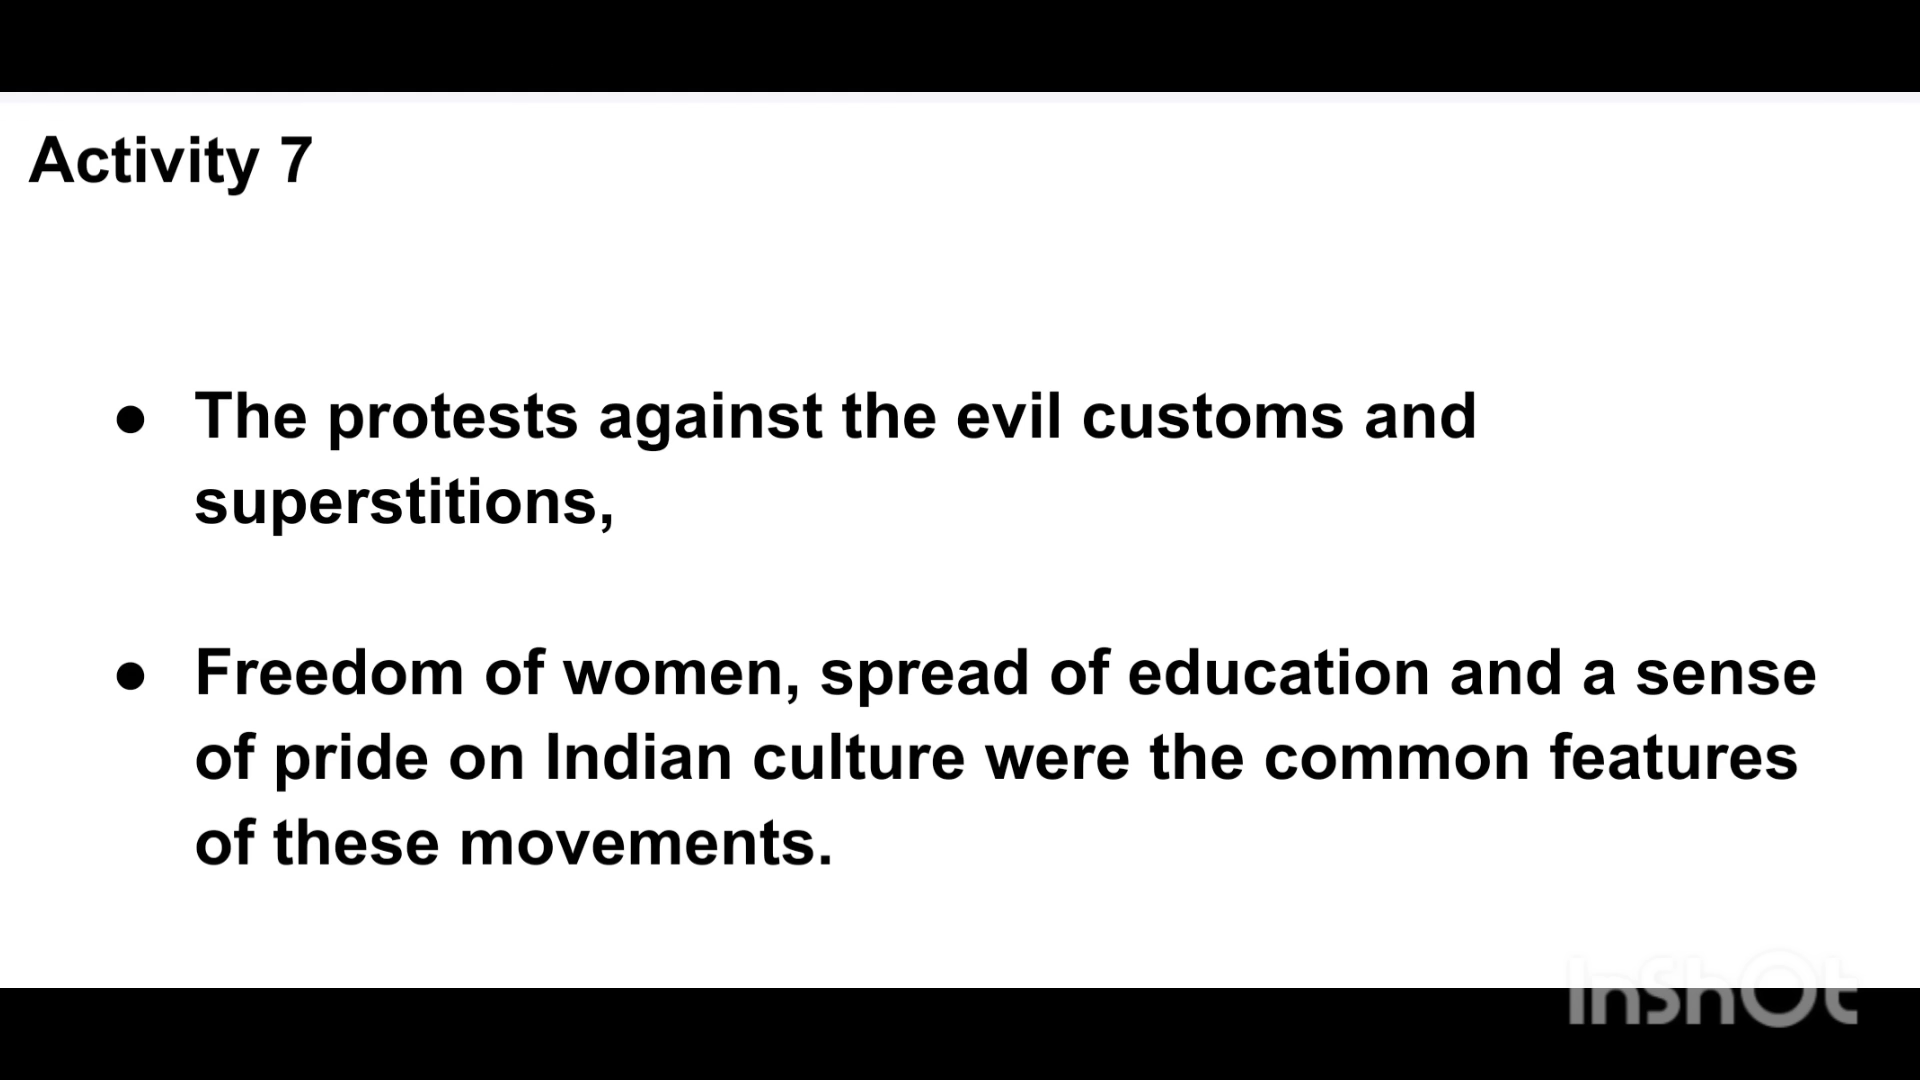 Activity 7
● The protests against the evil customs and
superstitions,
● Freedom of women, spread of education and a sense
of pride on Indian culture were the common features
of these movements.
InShOt